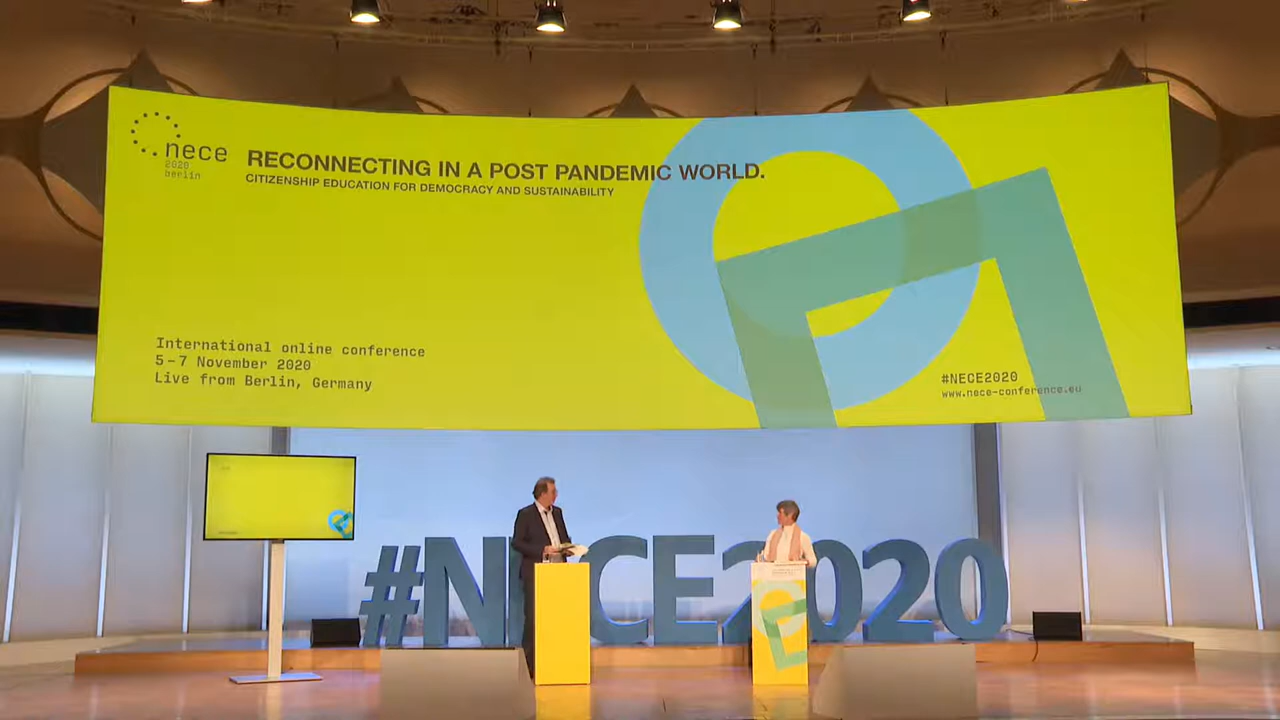 nece
2020
berlin
RECONNECTING IN A POST PANDEMIC WORLD.
CITIZENSHIP EDUCATION FOR DEMOCRACY AND SUSTAINABILITY
International online conference
5-7 November 2020
Live from Berlin, Germany
#NECE2020
www.nece-conference.eu
#NECE2020